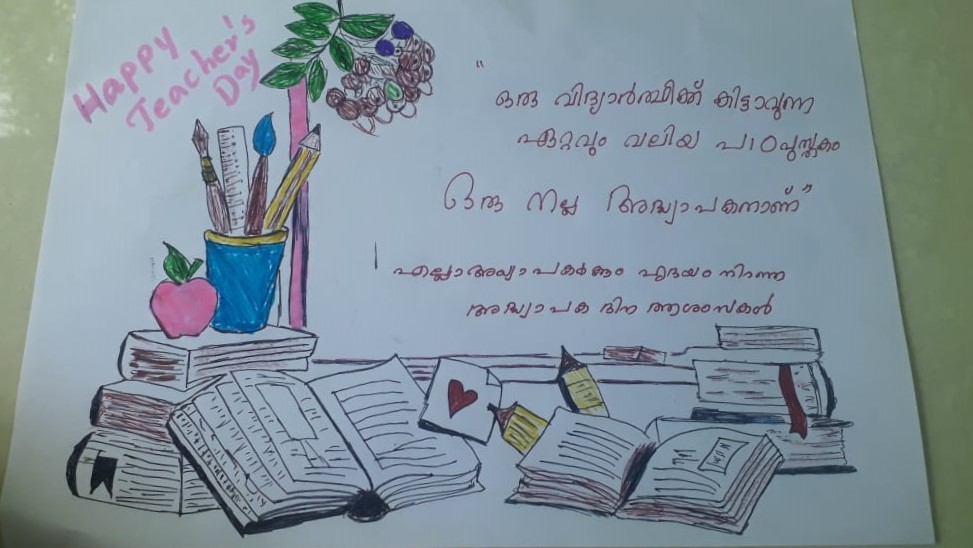 Happy
Teacher's
Day
" ഒരു വിദ്യാർത്ഥിക്ക് കിട്ടാവുന്ന
ഏറ്റവും വലിയ പാഠപുസ്തകം
ഒരു നല്ല അദ്ധ്യാപകനാണ് "
എല്ലാ അധ്യാപകർക്കും ഹൃദയം നിറഞ്ഞ
അദ്ധ്യാപക ദിന ആശംസകൾ